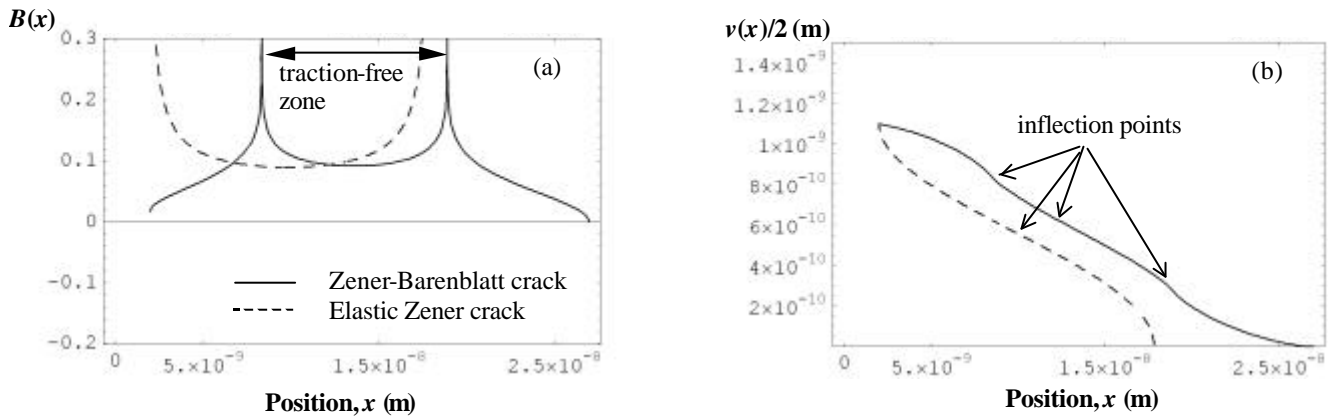 B(x)
0.3
0.2
0.1
0
-0.1
-0.2
traction-free
zone
(a)
Zener-Barenblatt crack
Elastic Zener crack
0
5.×10⁻⁹
1.5×10⁻⁸
2.5×10⁻⁸
Position, x (m)
v(x)/2 (m)
1.4×10⁻⁹
1.2×10⁻⁹
1×10⁻⁹
8×10⁻¹⁰
6×10⁻¹⁰
4×10⁻¹⁰
2×10⁻¹⁰
(b)
inflection points
0
5.×10⁻⁹
1.5×10⁻⁸
2.5×10⁻⁸
Position, x (m)